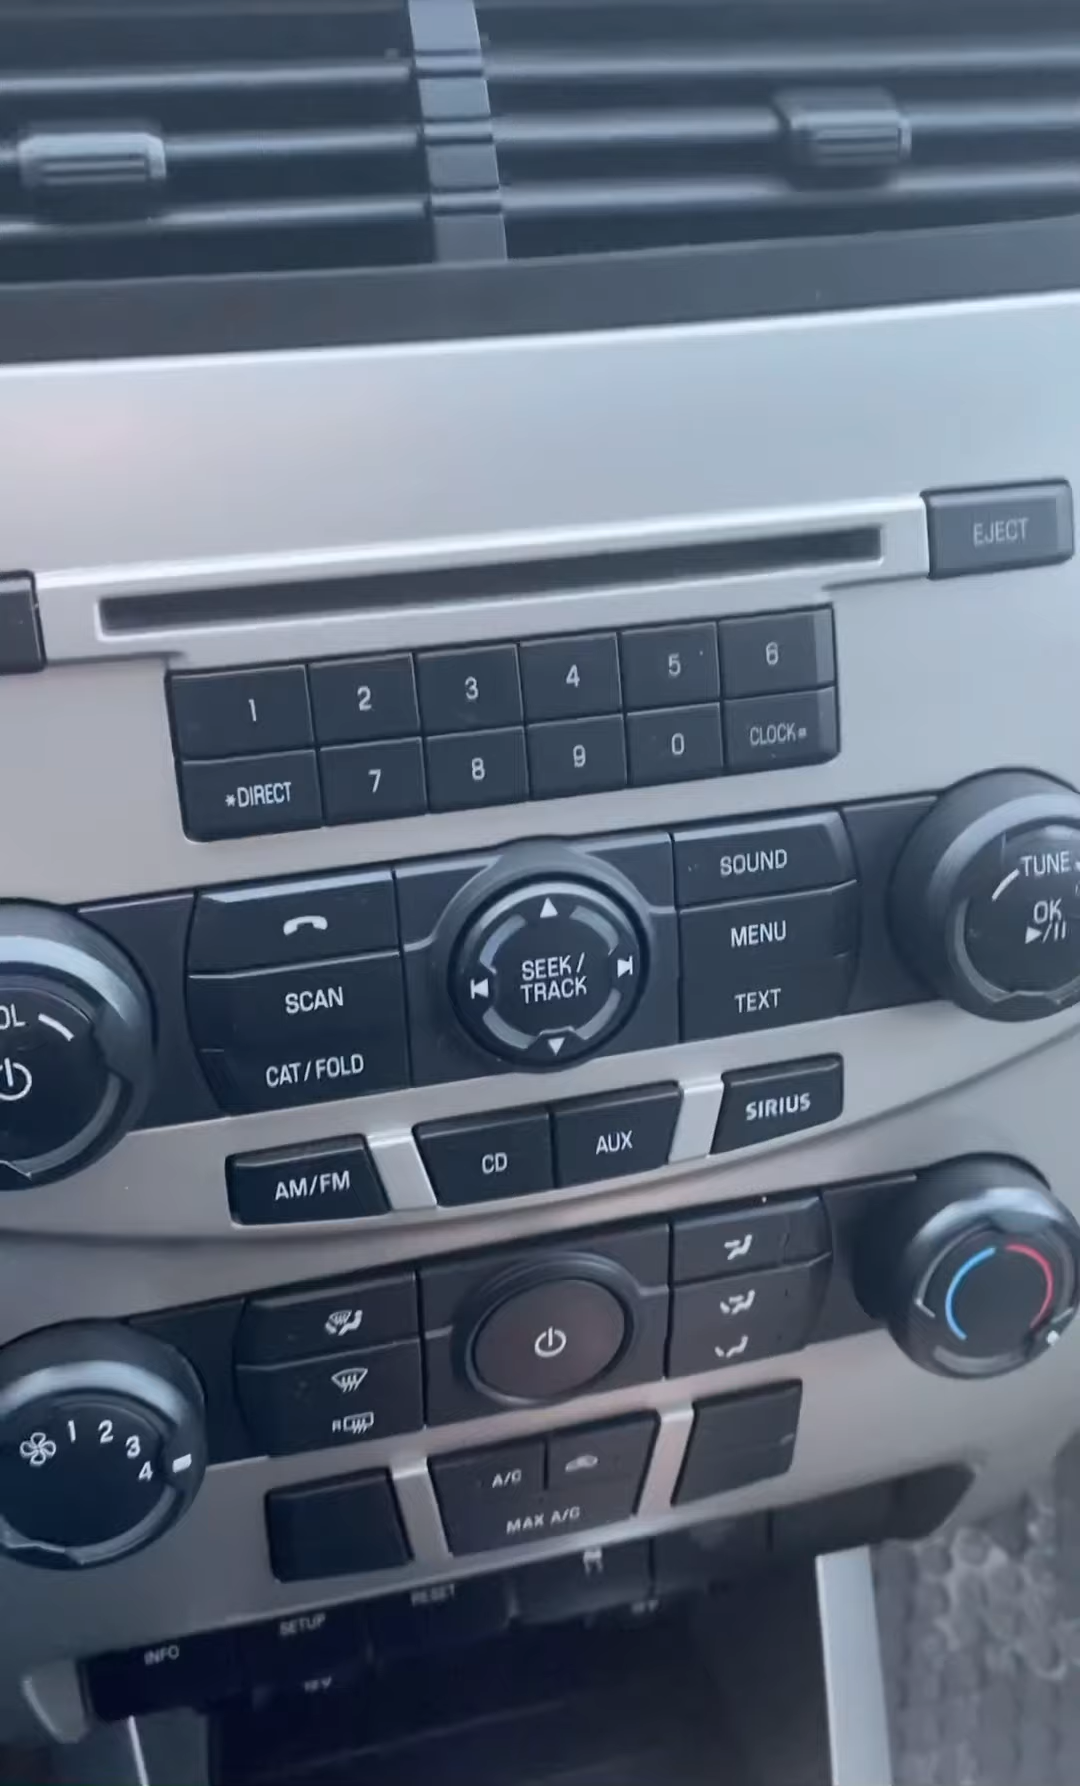 EJECT
1 2 3 4 5 6
*DIRECT 7 8 9 0 CLOCK
SOUND
TUNE
OK
MENU
SEEK/
TRACK
SCAN
TEXT
OL
CAT/FOLD
AM/FM CD AUX SIRIUS
1 2 3 4
R
A/C
MAX A/C
INFO SETUP RESET